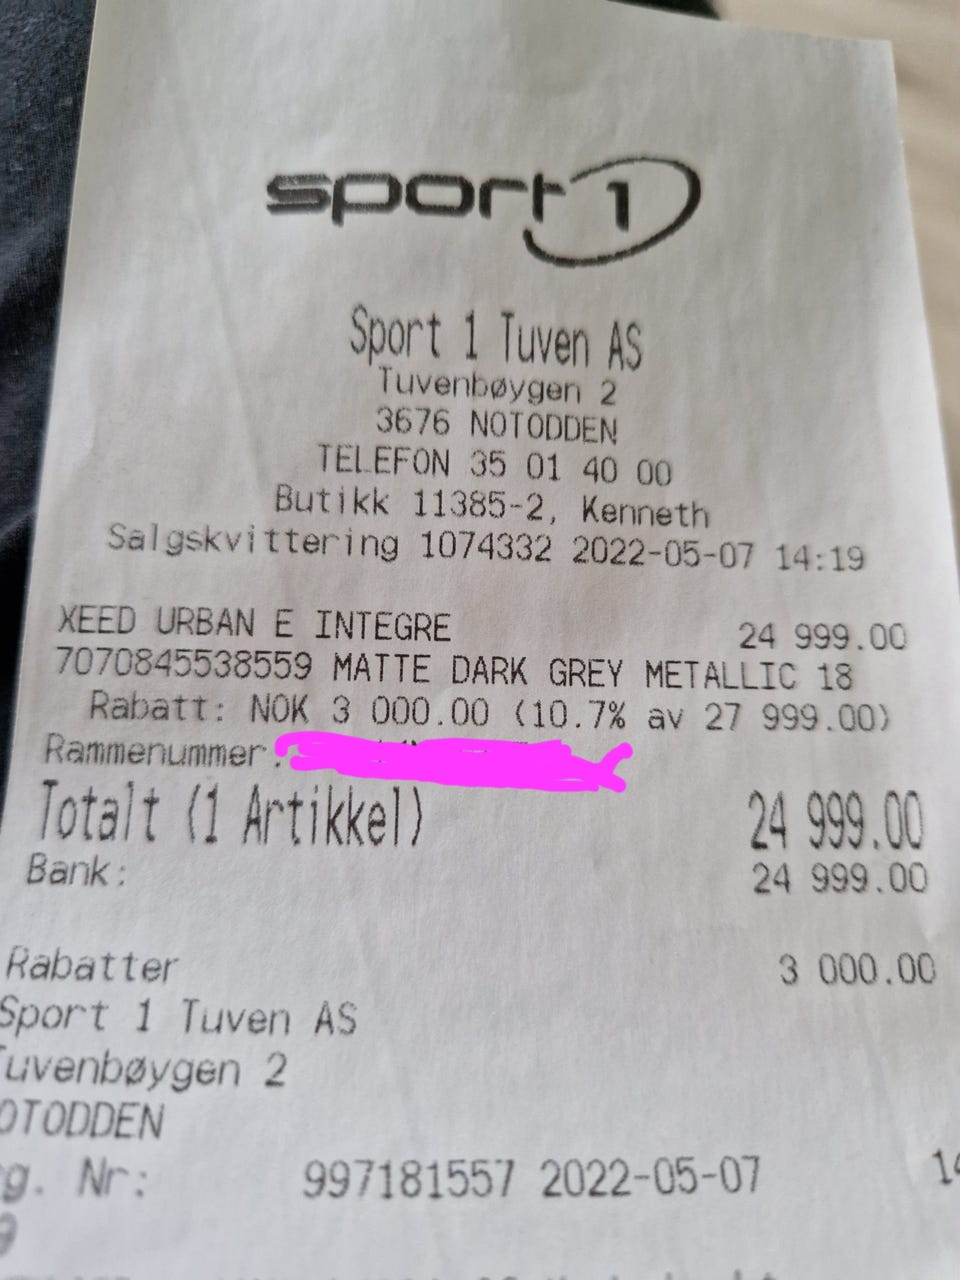 sport 1
Sport 1 Tuven AS
Tuvenbøygen 2
3676 NOTODDEN
TELEFON 35 01 40 00
Butikk 11385-2, Kenneth
Salgskvittering 1074332 2022-05-07 14:19
XEED URBAN E INTEGRE 24 999.00
7070845538559 MATTE DARK GREY METALLIC 18
Rabatt: NOK 3 000.00 (10.7% av 27 999.00)
Rammenummer:
Totalt (1 Artikkel) 24 999.00
Bank: 24 999.00
Rabatter 3 000.00
Sport 1 Tuven AS
Tuvenbøygen 2
OTODDEN
g. Nr: 997181557 2022-05-07 14
9